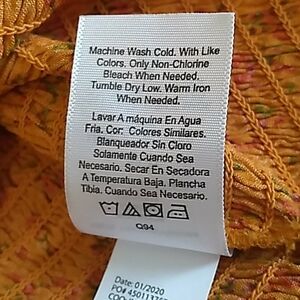 Machine Wash Cold. With Like
Colors. Only Non-Chlorine
Bleach When Needed.
Tumble Dry Low. Warm Iron
When Needed.
Lavar A máquina En Agua
Fria. Cor: Colores Similares.
Blanqueador Sin Cloro
Solamente Cuando Sea
Necesario. Secar En Secadora
A Temperatura Baja. Plancha
Tibia. Cuando Sea Necesario.
Q94
Date: 01/2020
PO#